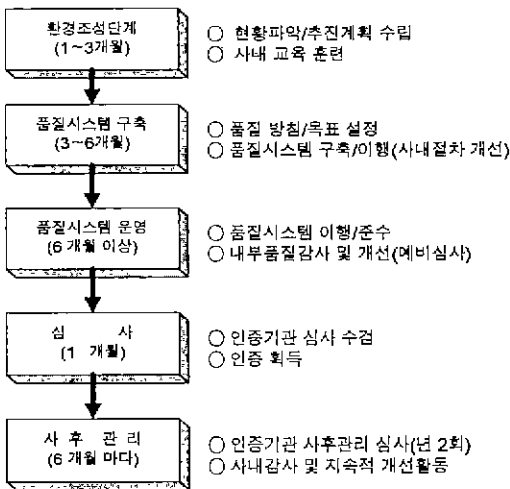 환경조성단계
(1~3개월)
○ 현황파악/추진계획 수립
○ 사내 교육 훈련
품질시스템 구축
(3~6개월)
○ 품질 방침/목표 설정
○ 품질시스템 구축/이행(사내절차 개선)
품질시스템 운영
(6 개월 이상)
○ 품질시스템 이행/준수
○ 내부품질감사 및 개선(예비심사)
심 사
(1 개월)
○ 인증기관 심사 수검
○ 인증 획득
사 후 관 리
(6 개월 마다)
○ 인증기관 사후관리 심사(년 2회)
○ 사내감사 및 지속적 개선활동